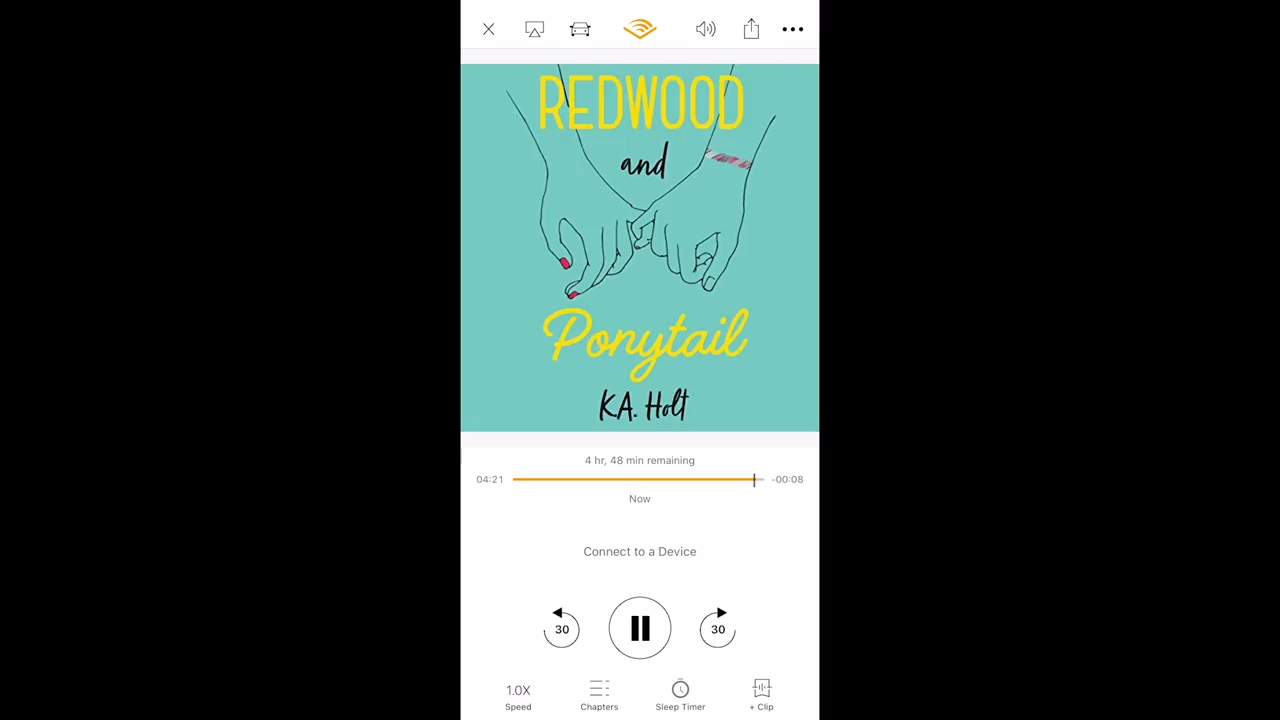 REDWOOD
and
Ponytail
K.A. Holt
4 hr, 48 min remaining
04:21 -00:08
Now
Connect to a Device
30 30
1.0X
Speed Chapters Sleep Timer + Clip